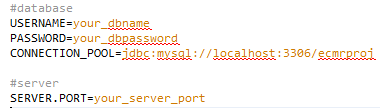 #database
USERNAME=your_dbname
PASSWORD=your_dbpassword
CONNECTION_POOL=jdbc:mysql://localhost:3306/ecmrproj
#server
SERVER.PORT=your_server_port